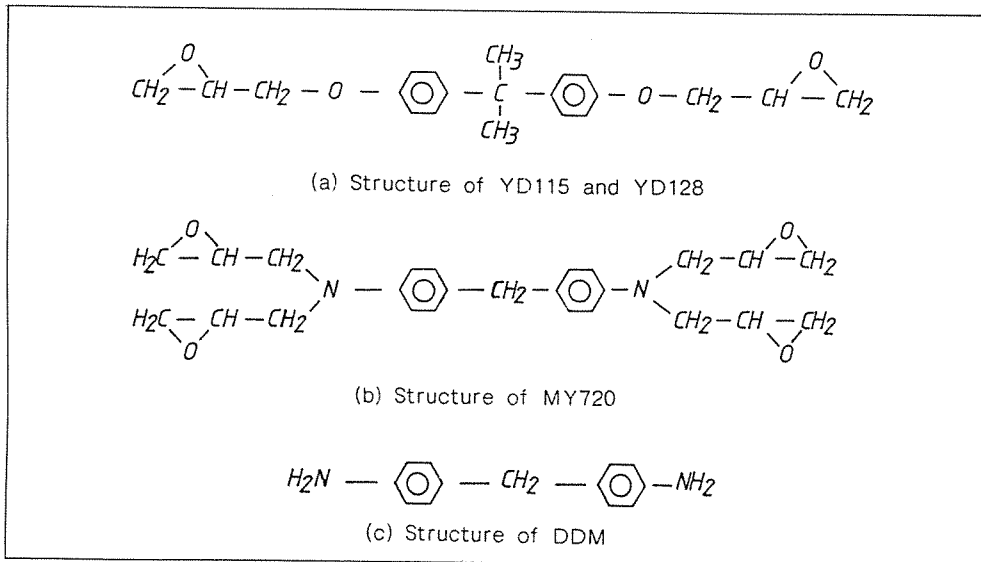 O CH3 O
CH2 – CH – CH2 – O – – C – – O – CH2 – CH – CH2
CH3
(a) Structure of YD115 and YD128
O O
H2C – CH – CH2 CH2 – CH – CH2
N – – CH2 – – N
H2C – CH – CH2 CH2 – CH – CH2
O O
(b) Structure of MY720
H2N – – CH2 – – NH2
(c) Structure of DDM